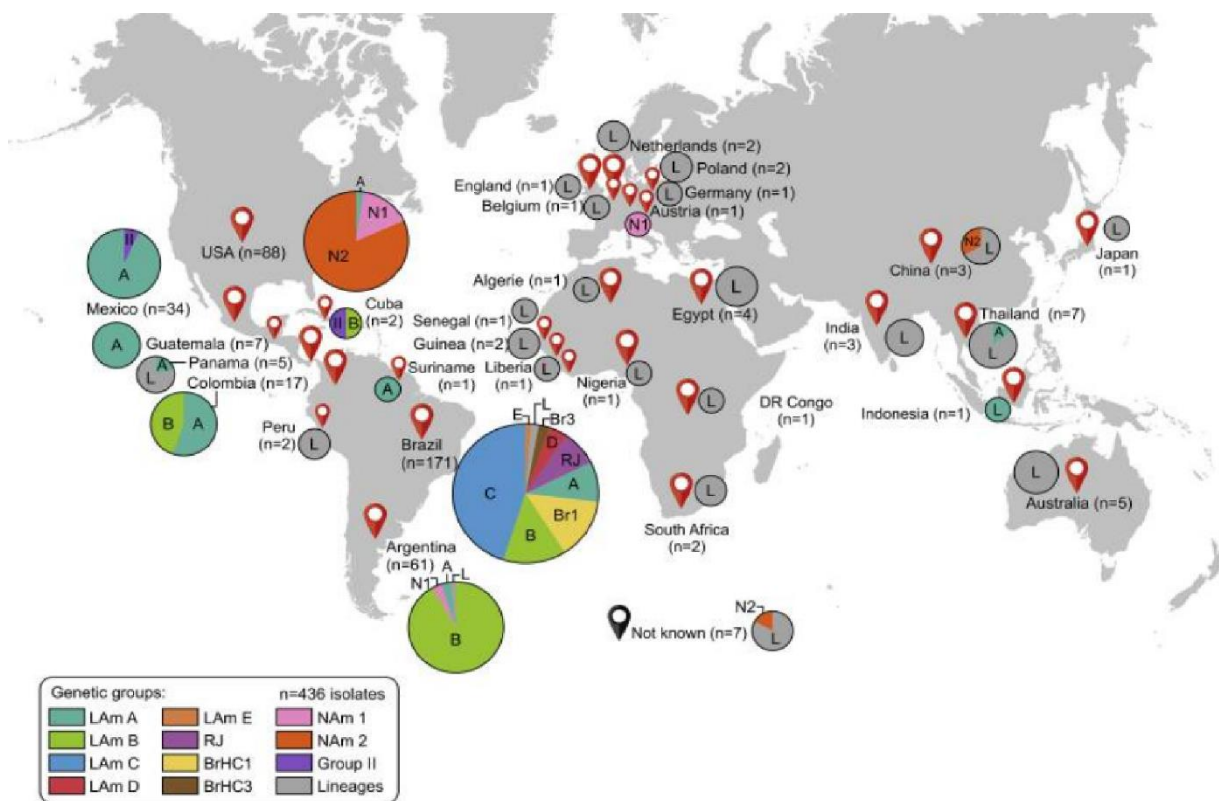 L
Netherlands (n=2)
L
Poland (n=2)
England (n=1)
L
L
Germany (n=1)
Belgium (n=1)
L
Austria (n=1)
N1
A
N1
N2
USA (n=88)
II
A
Mexico (n=34)
Cuba
(n=2)
II
B
Algerie (n=1)
L
L
Egypt (n=4)
N2
L
China (n=3)
L
Japan
(n=1)
Senegal (n=1)
L
Guinea (n=2)
L
Liberia
(n=1)
L
Nigeria
(n=1)
L
India
(n=3)
L
Thailand (n=7)
A
L
A
Guatemala (n=7)
A
L
Panama (n=5)
Colombia (n=17)
B
A
Suriname
(n=1)
A
L
DR Congo
(n=1)
Indonesia (n=1)
L
Peru
(n=2)
L
Brazil
(n=171)
E
L
Br3
D
RJ
A
Br1
B
C
South Africa
(n=2)
L
L
Australia (n=5)
Argentina
(n=61)
N1
A
L
B
Not known (n=7)
N2
L
Genetic groups:
n=436 isolates
LAm A
LAm E
NAm 1
LAm B
RJ
NAm 2
LAm C
BrHC1
Group II
LAm D
BrHC3
Lineages